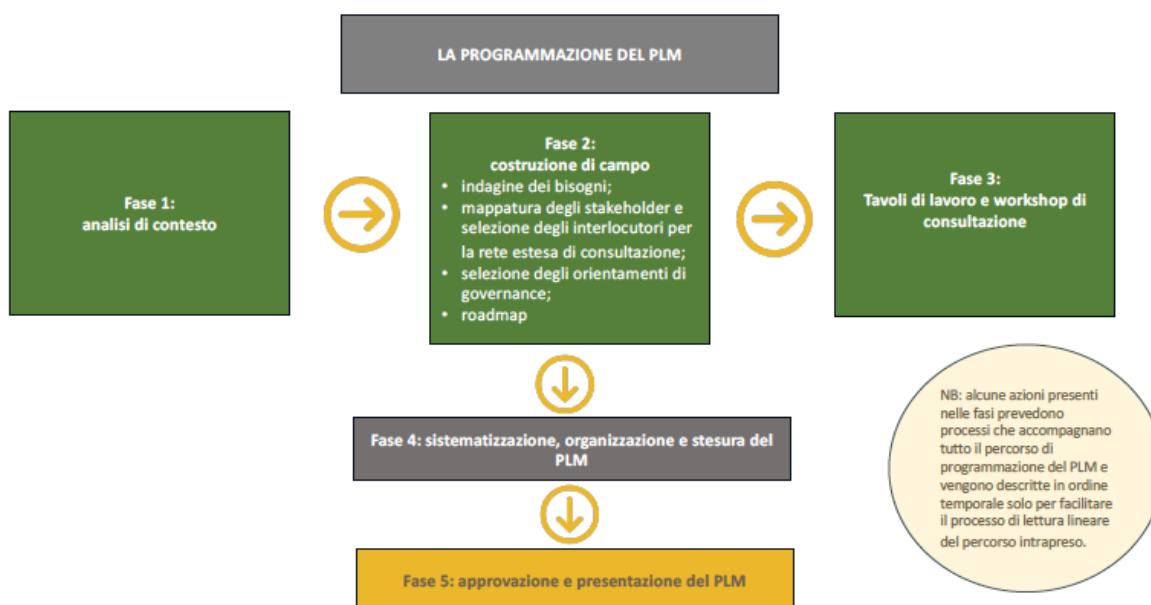 LA PROGRAMMAZIONE DEL PLM
Fase 1:
analisi di contesto
Fase 2:
costruzione di campo
• indagine dei bisogni;
• mappatura degli stakeholder e
selezione degli interlocutori per
la rete estesa di consultazione;
• selezione degli orientamenti di
governance;
• roadmap
Fase 3:
Tavoli di lavoro e workshop di
consultazione
Fase 4: sistematizzazione, organizzazione e stesura del
PLM
Fase 5: approvazione e presentazione del PLM
NB: alcune azioni presenti
nelle fasi prevedono
processi che accompagnano
tutto il percorso di
programmazione del PLM e
vengono descritte in ordine
temporale solo per facilitare
il processo di lettura lineare
del percorso intrapreso.